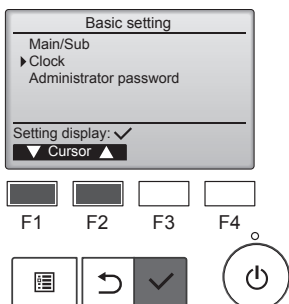 Basic setting
Main/Sub
Clock
Administrator password
Setting display: ✓
▼ Cursor ▲
F1 F2 F3 F4